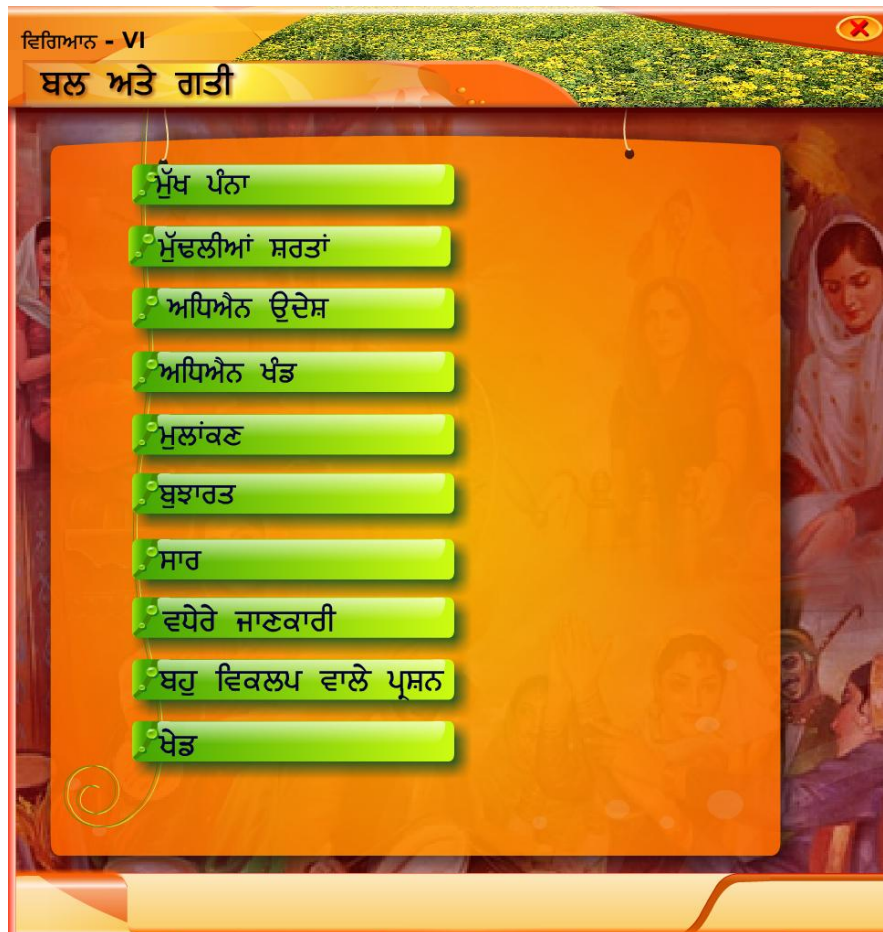 ਵਿਗਿਆਨ - VI
ਬਲ ਅਤੇ ਗਤੀ
ਮੁੱਖ ਪੰਨਾ
ਮੁੱਢਲੀਆਂ ਸ਼ਰਤਾਂ
ਅਧਿਐਨ ਉਦੇਸ਼
ਅਧਿਐਨ ਖੰਡ
ਮੁਲਾਂਕਣ
ਬੁਝਾਰਤ
ਸਾਰ
ਵਧੇਰੇ ਜਾਣਕਾਰੀ
ਬਹੁ ਵਿਕਲਪ ਵਾਲੇ ਪ੍ਰਸ਼ਨ
ਖੇਡ